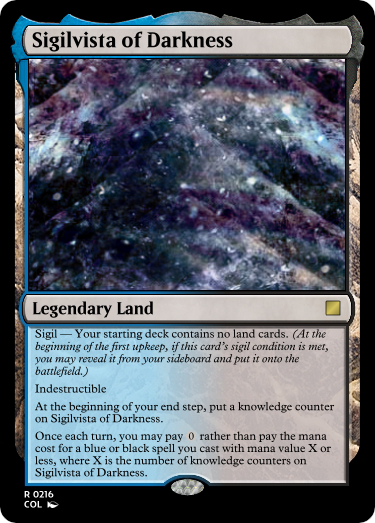 Sigilvista of Darkness
Legendary Land
Sigil — Your starting deck contains no land cards. (At the
beginning of the first upkeep, if this card's sigil condition is met,
you may reveal it from your sideboard and put it onto the
battlefield.)
Indestructible
At the beginning of your end step, put a knowledge counter
on Sigilvista of Darkness.
Once each turn, you may pay 0 rather than pay the mana
cost for a blue or black spell you cast with mana value X or
less, where X is the number of knowledge counters on
Sigilvista of Darkness.
R 0216
COL